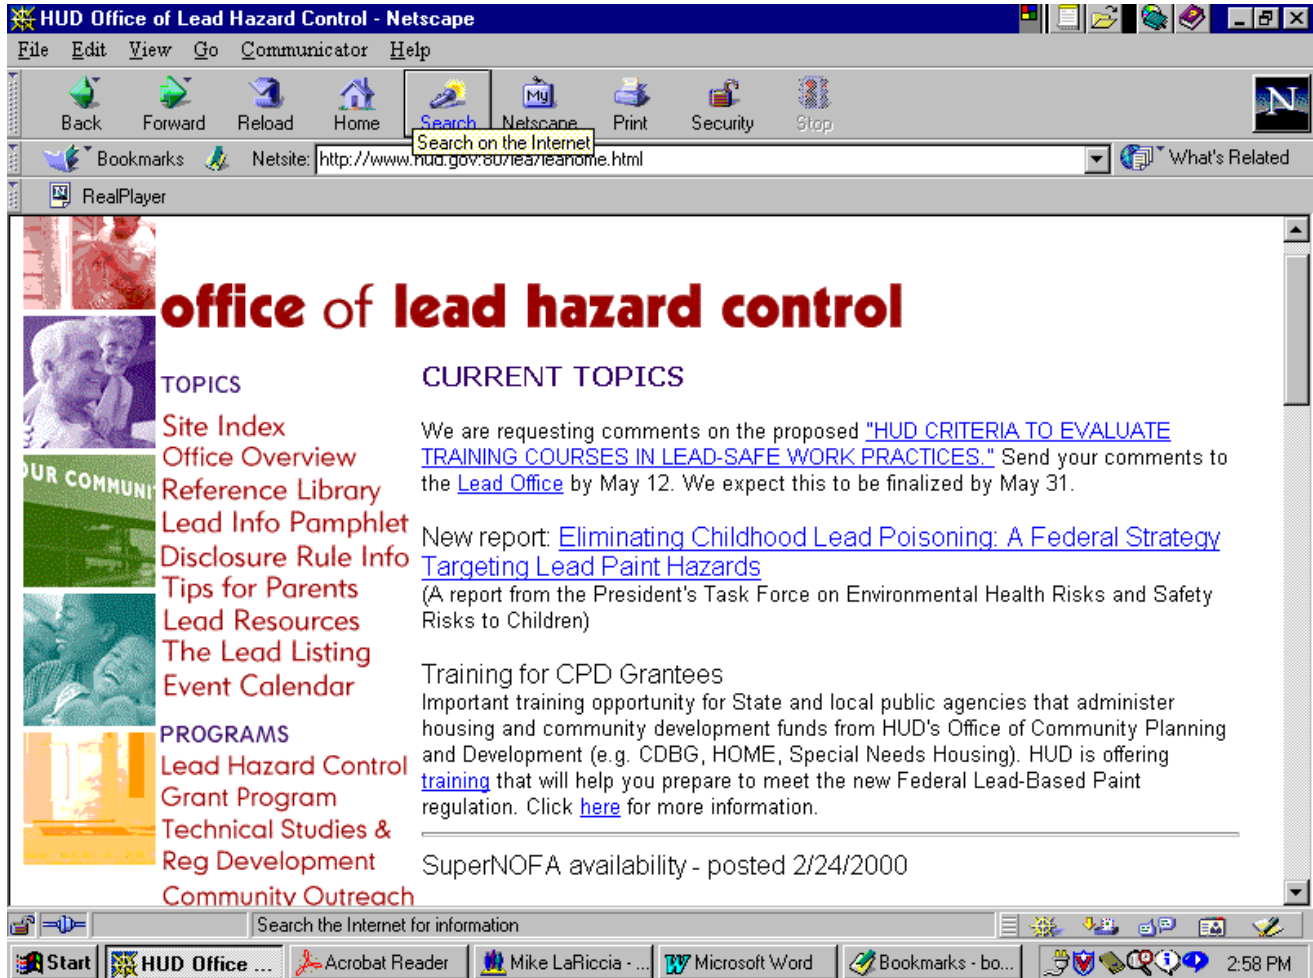 HUD Office of Lead Hazard Control - Netscape
File Edit View Go Communicator Help
Back Forward Reload Home Search My Netscape Print Security Stop
N
Search on the Internet
Bookmarks Netsite: http://www.hud.gov:80/lea/leahome.html What's Related
RealPlayer
office of lead hazard control
TOPICS
Site Index
Office Overview
Reference Library
Lead Info Pamphlet
Disclosure Rule Info
Tips for Parents
Lead Resources
The Lead Listing
Event Calendar
PROGRAMS
Lead Hazard Control
Grant Program
Technical Studies &
Reg Development
Community Outreach
OUR COMMUNI
CURRENT TOPICS
We are requesting comments on the proposed "HUD CRITERIA TO EVALUATE
TRAINING COURSES IN LEAD-SAFE WORK PRACTICES." Send your comments to
the Lead Office by May 12. We expect this to be finalized by May 31.
New report: Eliminating Childhood Lead Poisoning: A Federal Strategy
Targeting Lead Paint Hazards
(A report from the President's Task Force on Environmental Health Risks and Safety
Risks to Children)
Training for CPD Grantees
Important training opportunity for State and local public agencies that administer
housing and community development funds from HUD's Office of Community Planning
and Development (e.g. CDBG, HOME, Special Needs Housing). HUD is offering
training that will help you prepare to meet the new Federal Lead-Based Paint
regulation. Click here for more information.
SuperNOFA availability - posted 2/24/2000
Search the Internet for information
Start HUD Office ... Acrobat Reader Mike LaRiccia - ... Microsoft Word Bookmarks - bo... 2:58 PM